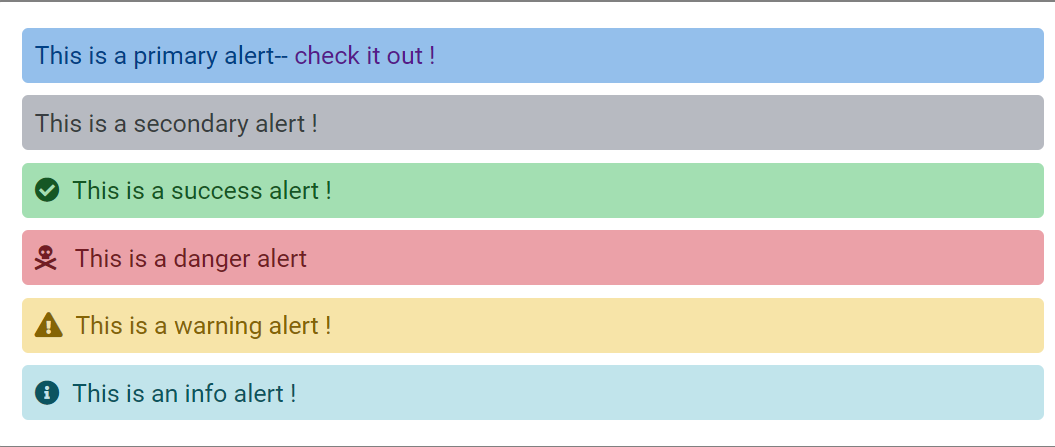 This is a primary alert-- check it out !
This is a secondary alert !
This is a success alert !
This is a danger alert
This is a warning alert !
This is an info alert !